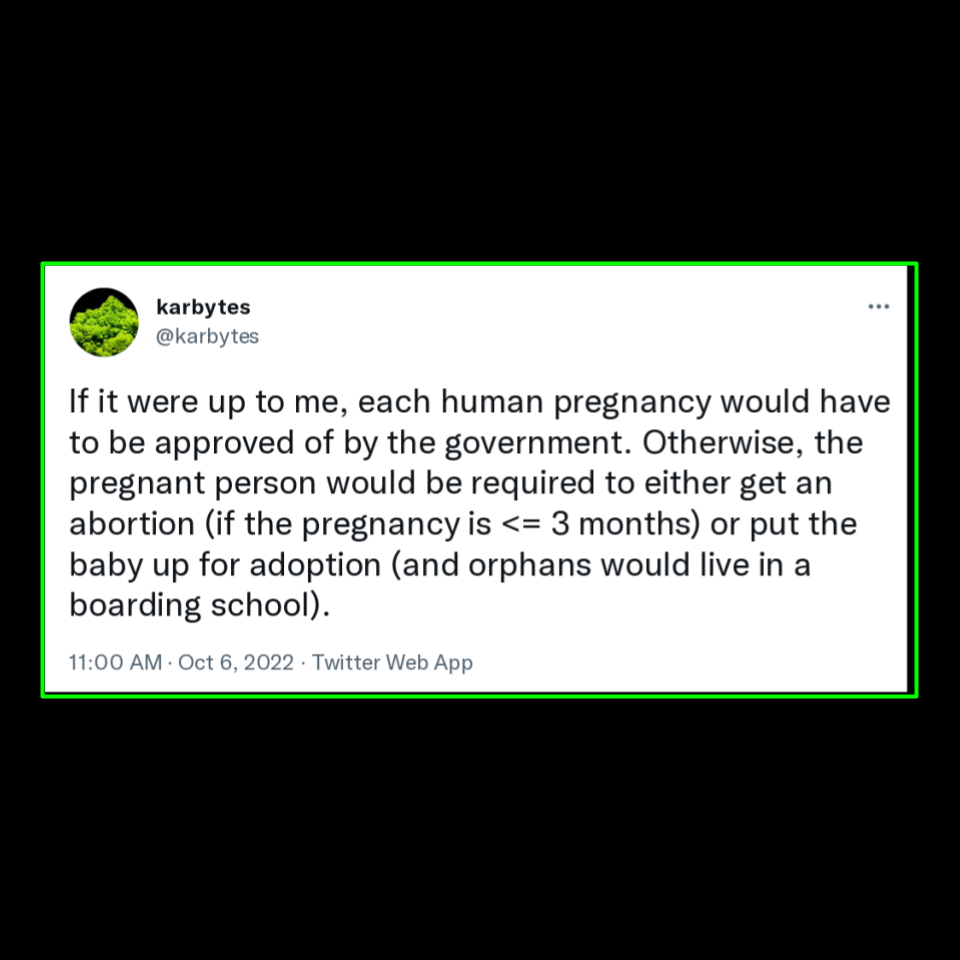 karbytes
@karbytes
If it were up to me, each human pregnancy would have
to be approved of by the government. Otherwise, the
pregnant person would be required to either get an
abortion (if the pregnancy is <= 3 months) or put the
baby up for adoption (and orphans would live in a
boarding school).
11:00 AM · Oct 6, 2022 · Twitter Web App